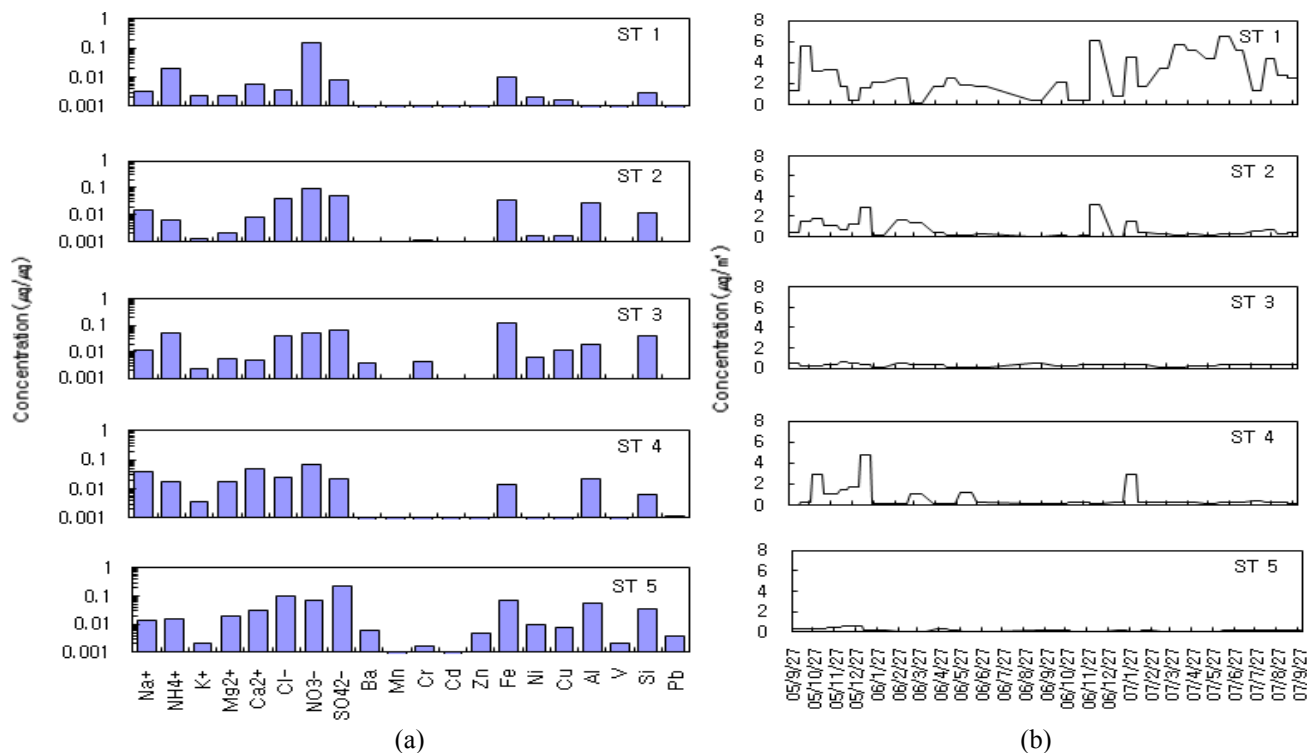 Concentration(μg/μg)
1
0.1
0.01
0.001
ST 1
1
0.1
0.01
0.001
ST 2
1
0.1
0.01
0.001
ST 3
1
0.1
0.01
0.001
ST 4
1
0.1
0.01
0.001
ST 5
Na+
NH4+
K+
Mg2+
Ca2+
Cl-
NO3-
SO42-
Ba
Mn
Cr
Cd
Zn
Fe
Ni
Cu
Al
V
Si
Pb
(a)
Concentration(μg/㎥)
8
6
4
2
0
ST 1
8
6
4
2
0
ST 2
8
6
4
2
0
ST 3
8
6
4
2
0
ST 4
8
6
4
2
0
ST 5
05/9/27
05/10/27
05/11/27
05/12/27
06/1/27
06/2/27
06/3/27
06/4/27
06/5/27
06/6/27
06/7/27
06/8/27
06/9/27
06/10/27
06/11/27
06/12/27
07/1/27
07/2/27
07/3/27
07/4/27
07/5/27
07/6/27
07/7/27
07/8/27
07/9/27
(b)